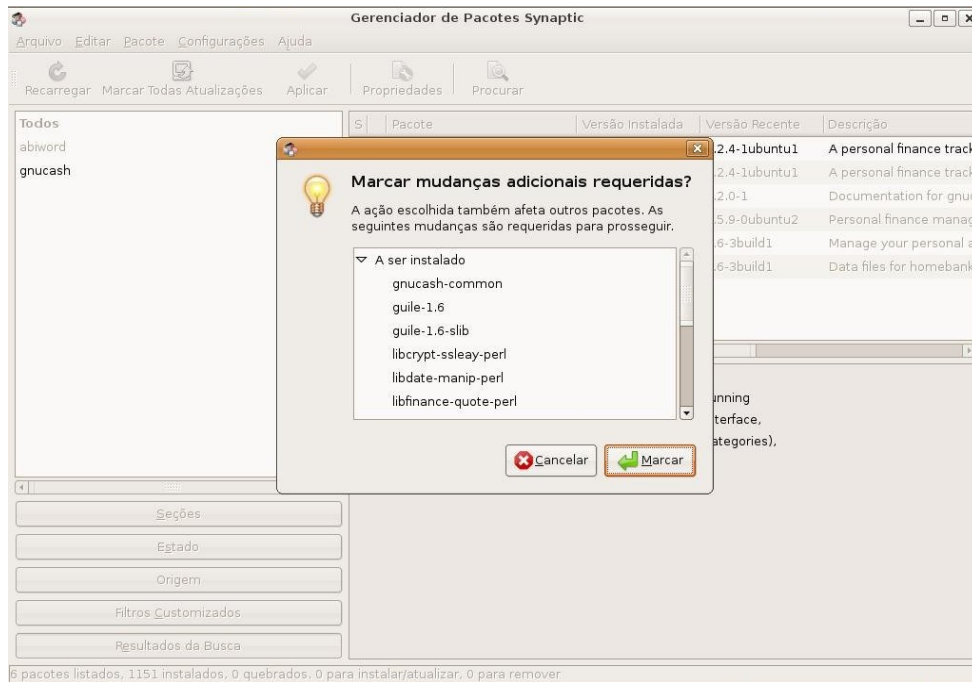 Gerenciador de Pacotes Synaptic
Arquivo Editar Pacote Configurações Ajuda
Recarregar Marcar Todas Atualizações Aplicar Propriedades Procurar
Todos
abiword
gnucash
S Pacote Versão Instalada Versão Recente Descrição
2.4-1ubuntu1 A personal finance track
2.4-1ubuntu1 A personal finance track
.2.0-1 Documentation for gnu
5.9-0ubuntu2 Personal finance manag
.6-3build1 Manage your personal a
.6-3build1 Data files for homebank
Marcar mudanças adicionais requeridas?
A ação escolhida também afeta outros pacotes. As
seguintes mudanças são requeridas para prosseguir.
A ser instalado
gnucash-common
guile-1.6
guile-1.6-slib
libcrypt-ssleay-perl
libdate-manip-perl
libfinance-quote-perl
Cancelar Marcar
unning
terface,
ategories),
Seções
Estado
Origem
Filtros Customizados
Resultados da Busca
6 pacotes listados, 1151 instalados, 0 quebrados. 0 para instalar/atualizar, 0 para remover